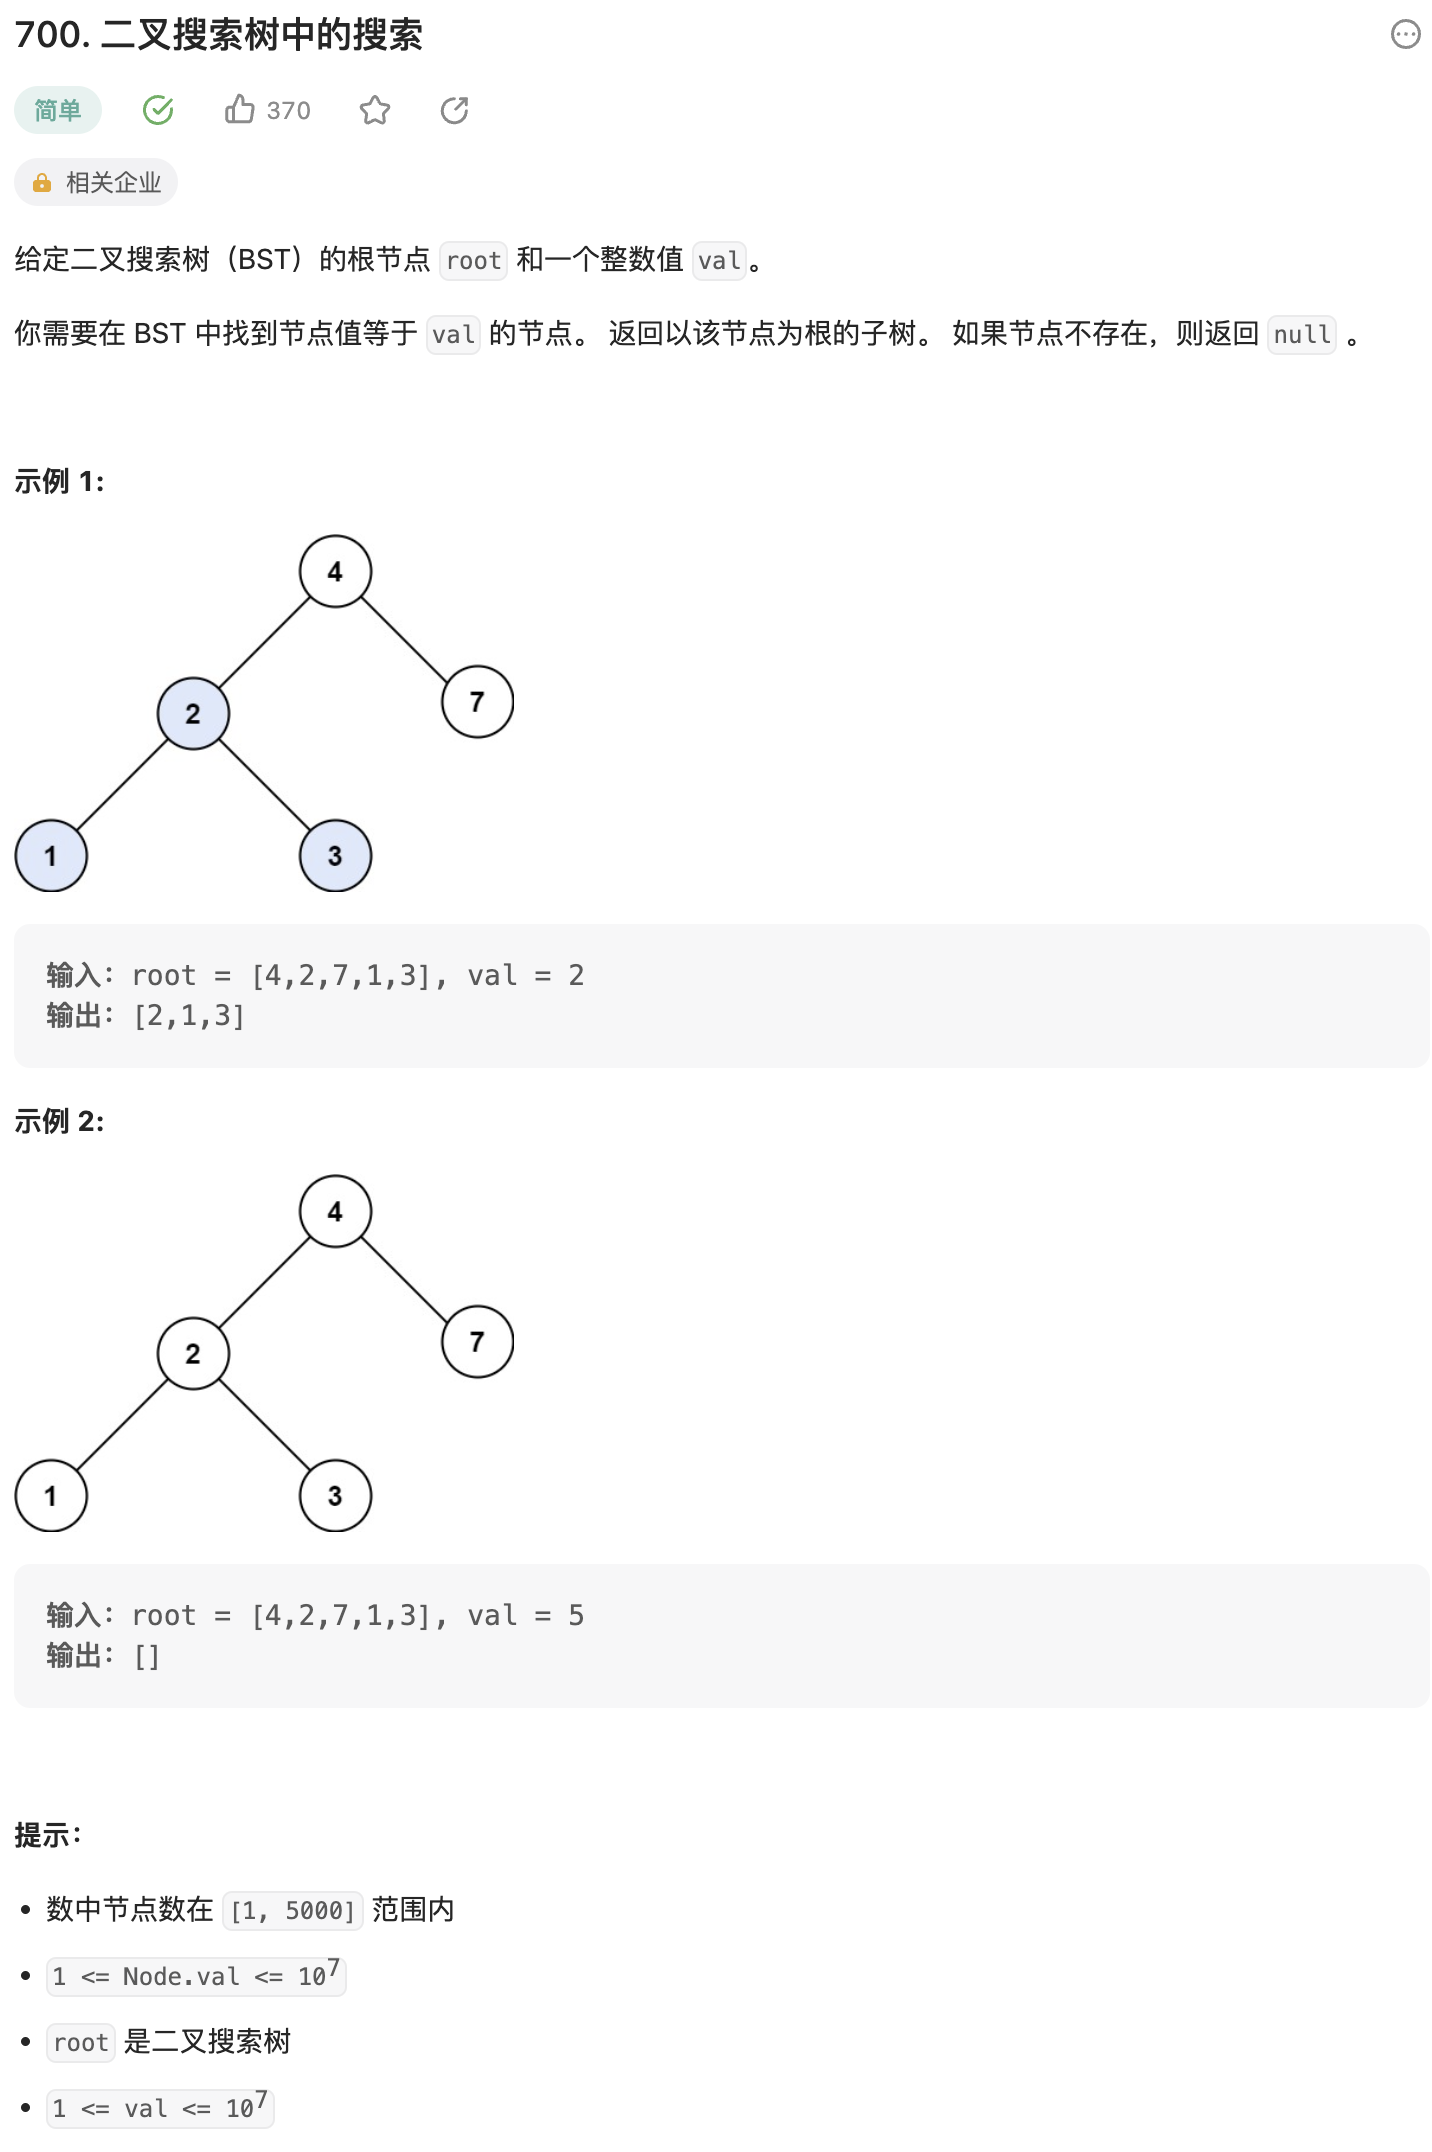 700. 二叉搜索树中的搜索
简单
370
相关企业
给定二叉搜索树（BST）的根节点 root 和一个整数值 val。
你需要在 BST 中找到节点值等于 val 的节点。 返回以该节点为根的子树。 如果节点不存在，则返回 null 。
示例 1:
4
2
7
1
3
输入：root = [4,2,7,1,3], val = 2
输出：[2,1,3]
示例 2:
4
2
7
1
3
输入：root = [4,2,7,1,3], val = 5
输出：[]
提示：
• 数中节点数在 [1, 5000] 范围内
• 1 <= Node.val <= 10⁷
• root 是二叉搜索树
• 1 <= val <= 10⁷